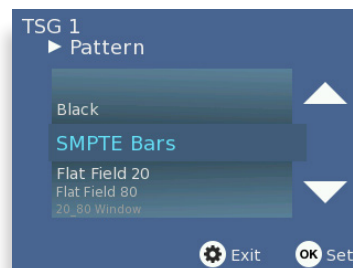 TSG 1
Pattern
Black
SMPTE Bars
Flat Field 20
Flat Field 80
20_80 Window
Exit
OK Set